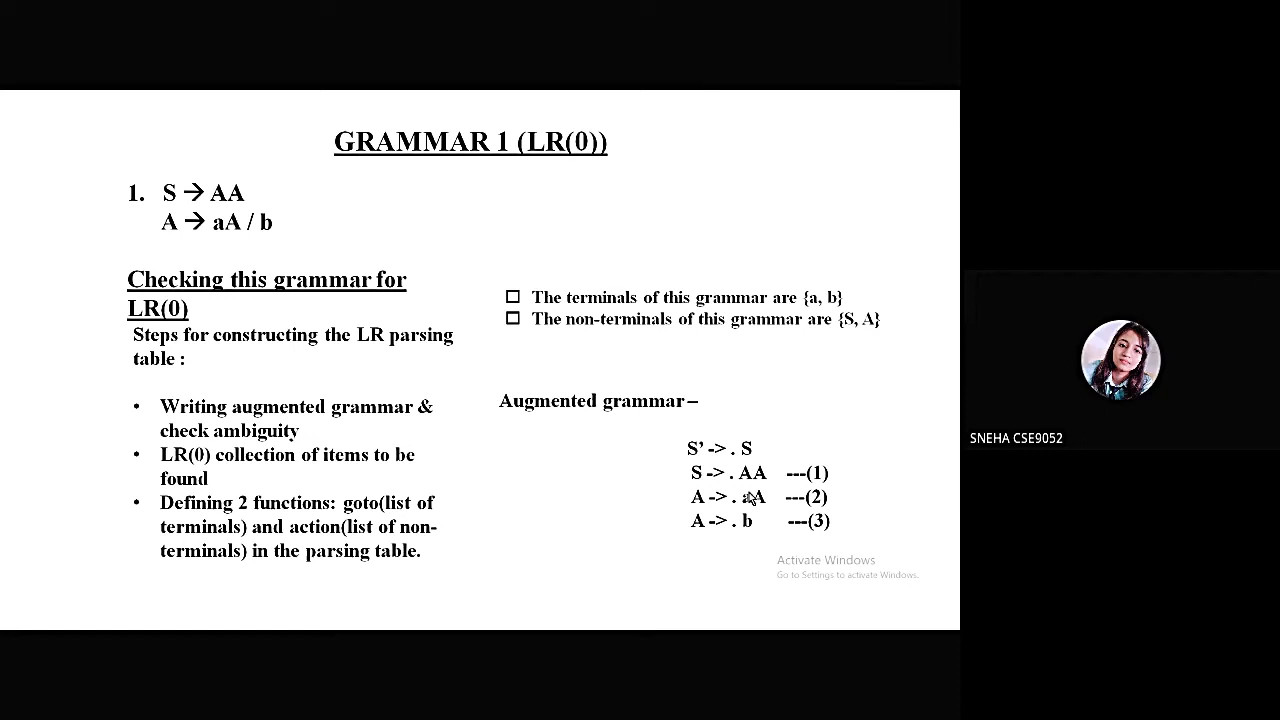 GRAMMAR 1 (LR(0))
1. S → AA
A → aA / b
Checking this grammar for
LR(0)
Steps for constructing the LR parsing
table :
• Writing augmented grammar &
check ambiguity
• LR(0) collection of items to be
found
• Defining 2 functions: goto(list of
terminals) and action(list of non-
terminals) in the parsing table.
☐ The terminals of this grammar are {a, b}
☐ The non-terminals of this grammar are {S, A}
Augmented grammar –
S’ -> . S
S -> . AA ---(1)
A -> . aA ---(2)
A -> . b ---(3)
Activate Windows
Go to Settings to activate Windows.
SNEHA CSE9052